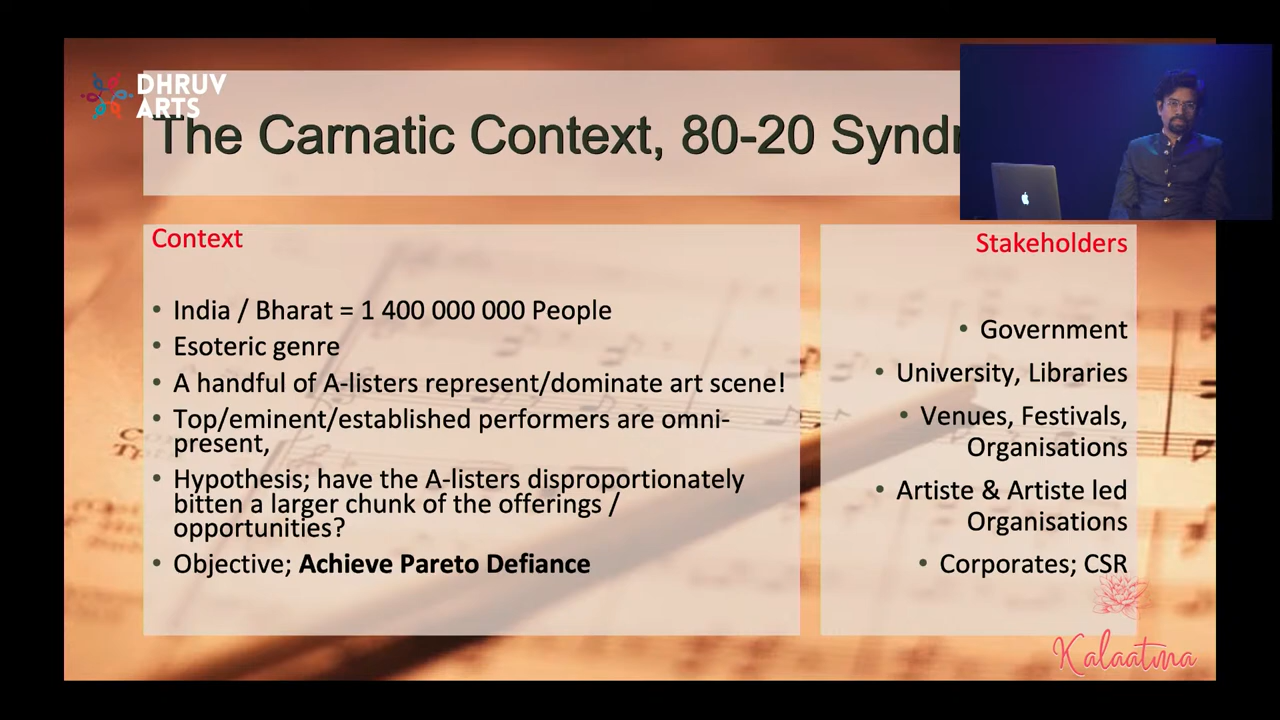 DHRUV
ARTS
The Carnatic Context, 80-20
Context
• India / Bharat = 1 400 000 000 People
• Esoteric genre
• A handful of A-listers represent/dominate art scene!
• Top/eminent/established performers are omni-
present,
• Hypothesis; have the A-listers disproportionately
bitten a larger chunk of the offerings /
opportunities?
• Objective; Achieve Pareto Defiance
Stakeholders
• Government
• University, Libraries
• Venues, Festivals,
Organisations
• Artiste & Artiste led
Organisations
• Corporates; CSR
Kalaatma